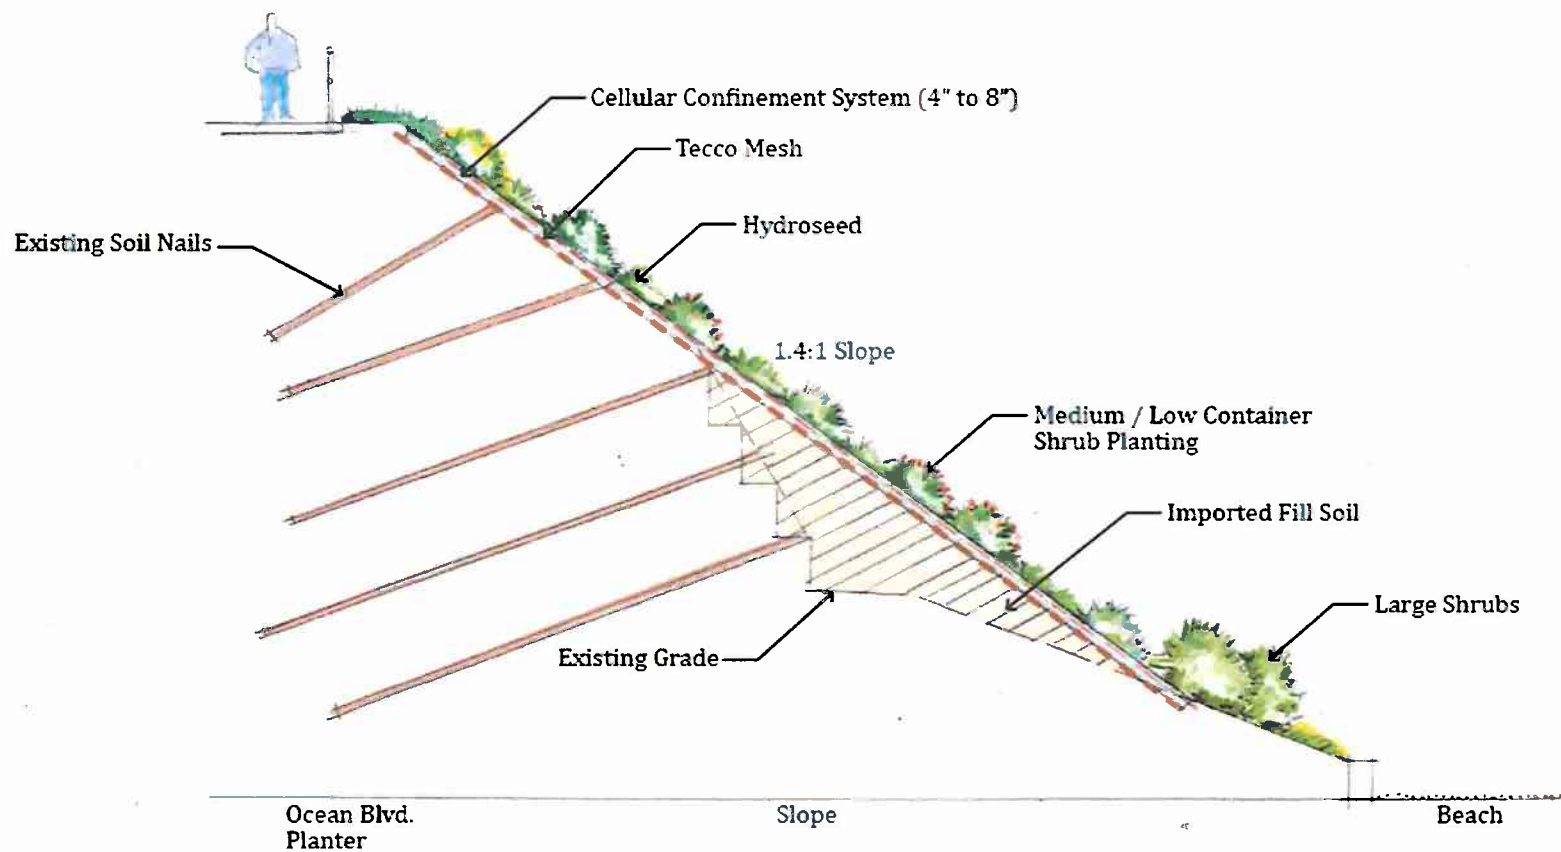 Cellular Confinement System (4" to 8")
Tecco Mesh
Hydroseed
Existing Soil Nails
1.4:1 Slope
Medium / Low Container
Shrub Planting
Imported Fill Soil
Large Shrubs
Existing Grade
Ocean Blvd.
Planter
Slope
Beach